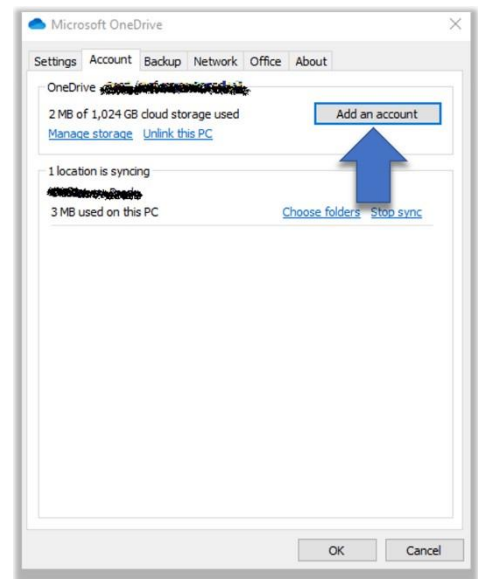 Microsoft OneDrive
Settings Account Backup Network Office About
OneDrive
2 MB of 1,024 GB cloud storage used
Add an account
Manage storage Unlink this PC
1 location is syncing
3 MB used on this PC
Choose folders Stop sync
OK Cancel